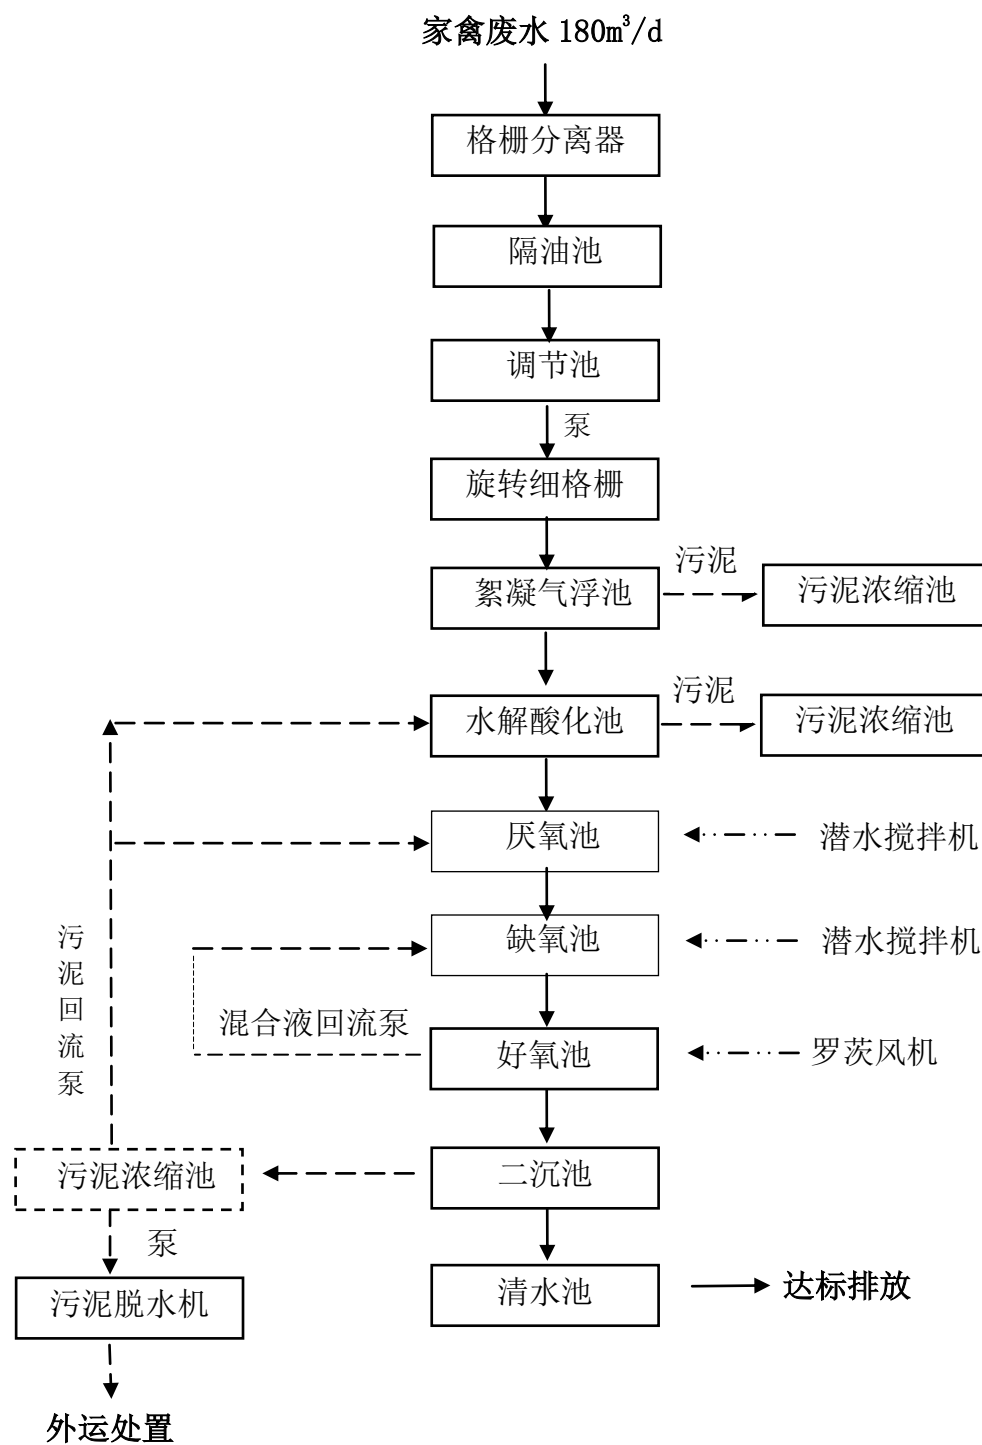 家禽废水 180m³/d
格栅分离器
隔油池
调节池
泵
旋转细格栅
污泥
絮凝气浮池
污泥浓缩池
污泥
水解酸化池
污泥浓缩池
厌氧池
潜水搅拌机
缺氧池
潜水搅拌机
污泥回流泵
混合液回流泵
好氧池
罗茨风机
污泥浓缩池
二沉池
泵
污泥脱水机
清水池
达标排放
外运处置